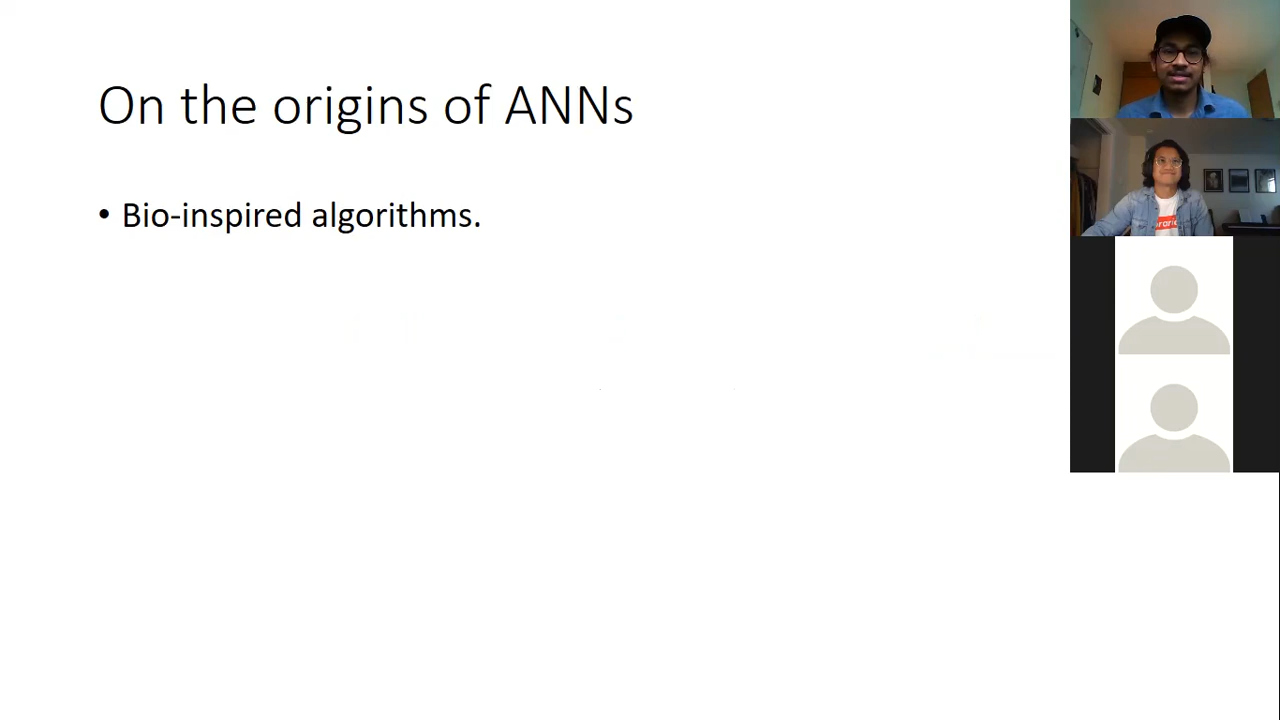 On the origins of ANNs
• Bio-inspired algorithms.